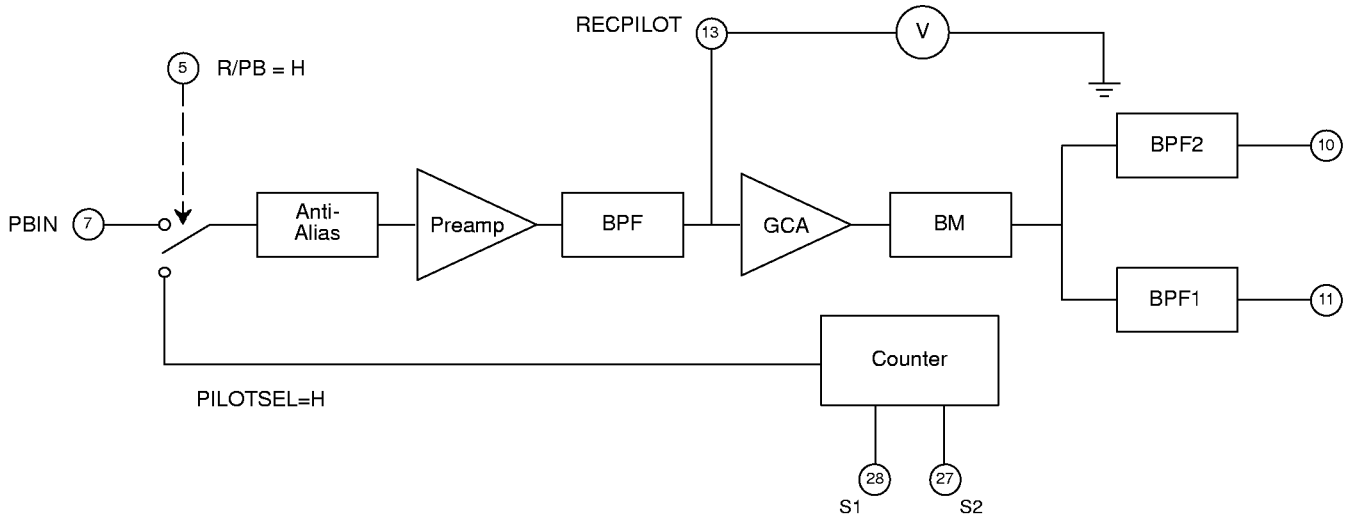 RECPILOT
13
V
5
R/PB = H
BPF2
10
PBIN
7
Anti-
Alias
Preamp
BPF
GCA
BM
BPF1
11
Counter
PILOTSEL=H
28
27
S1
S2